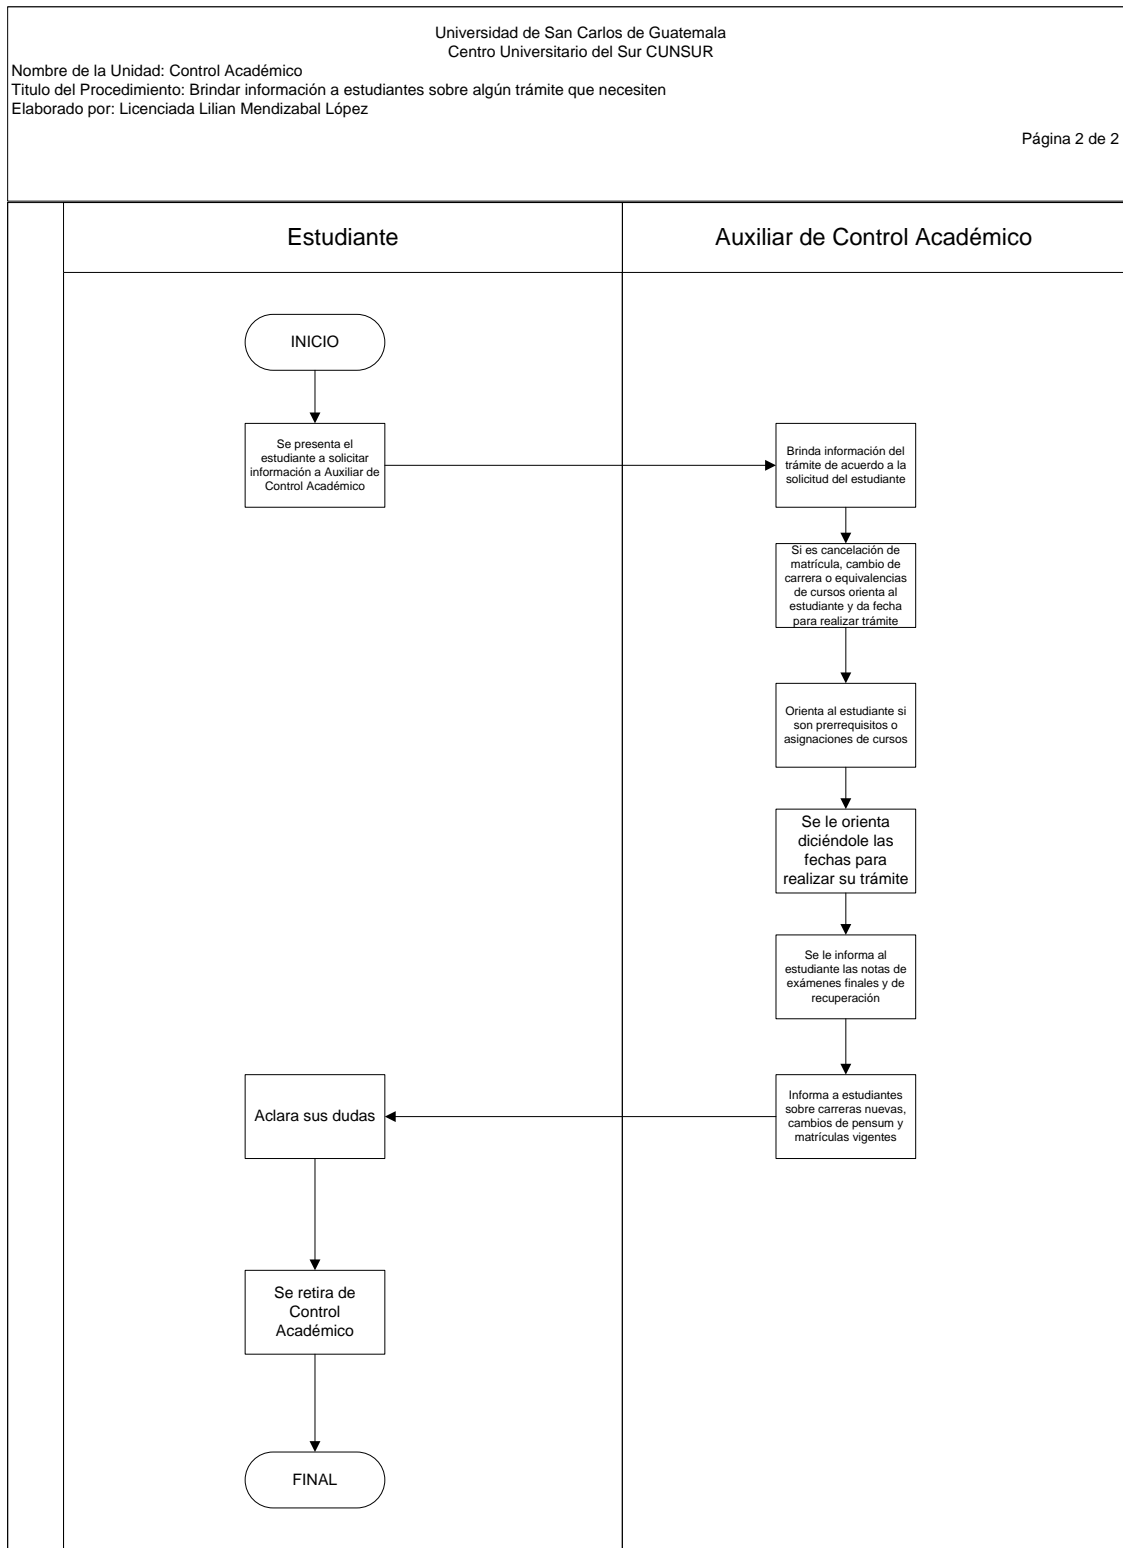 Universidad de San Carlos de Guatemala
Centro Universitario del Sur CUNSUR
Nombre de la Unidad: Control Académico
Titulo del Procedimiento: Brindar información a estudiantes sobre algún trámite que necesiten
Elaborado por: Licenciada Lilian Mendizabal López
Página 2 de 2
Estudiante
Auxiliar de Control Académico
INICIO
Se presenta el
estudiante a solicitar
información a Auxiliar de
Control Académico
Brinda información del
trámite de acuerdo a la
solicitud del estudiante
Si es cancelación de
matrícula, cambio de
carrera o equivalencias
de cursos orienta al
estudiante y da fecha
para realizar trámite
Orienta al estudiante si
son prerrequisitos o
asignaciones de cursos
Se le orienta
diciéndole las
fechas para
realizar su trámite
Se le informa al
estudiante las notas de
exámenes finales y de
recuperación
Informa a estudiantes
sobre carreras nuevas,
cambios de pensum y
matrículas vigentes
Aclara sus dudas
Se retira de
Control
Académico
FINAL